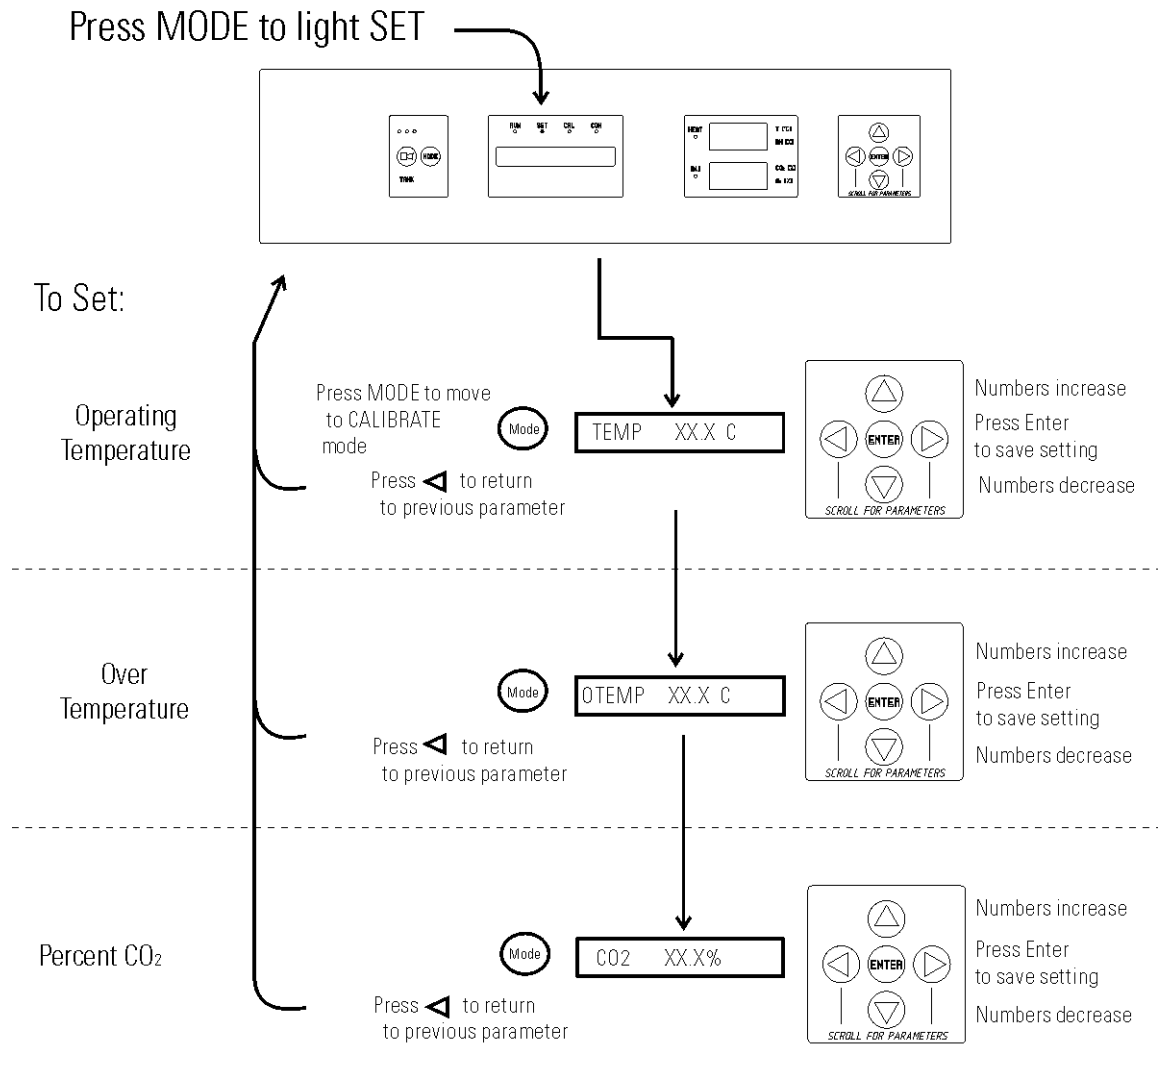 Press MODE to light SET
RUN SET CAL CON
HEAT
MODE
TANK
ENTER
SCROLL FOR PARAMETERS
To Set:
Operating
Temperature
Press MODE to move
to CALIBRATE
mode
Mode
TEMP XX.X C
Press to return
to previous parameter
ENTER
SCROLL FOR PARAMETERS
Numbers increase
Press Enter
to save setting
Numbers decrease
Over
Temperature
Mode
OTEMP XX.X C
Press to return
to previous parameter
ENTER
SCROLL FOR PARAMETERS
Numbers increase
Press Enter
to save setting
Numbers decrease
Percent CO2
Mode
CO2 XX.X%
Press to return
to previous parameter
ENTER
SCROLL FOR PARAMETERS
Numbers increase
Press Enter
to save setting
Numbers decrease